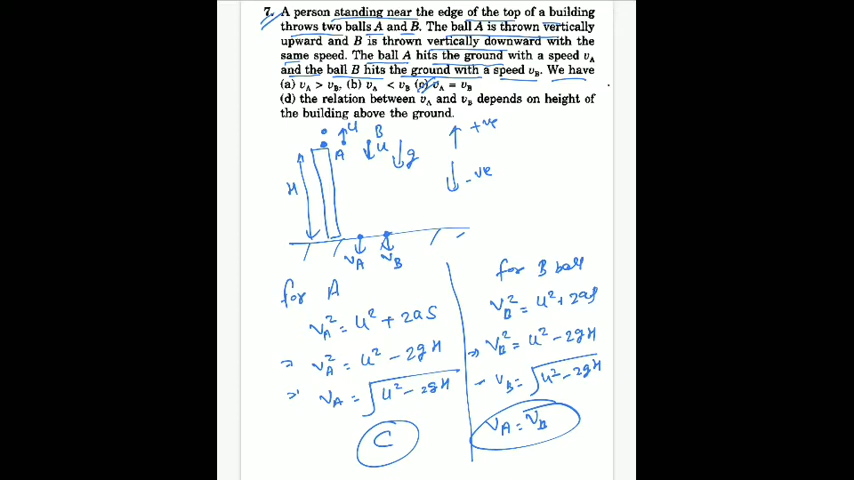 7. A person standing near the edge of the top of a building
throws two balls A and B. The ball A is thrown vertically
upward and B is thrown vertically downward with the
same speed. The ball A hits the ground with a speed v_A
and the ball B hits the ground with a speed v_B. We have
(a) v_A > v_B, (b) v_A < v_B (c) v_A = v_B
(d) the relation between v_A and v_B depends on height of
the building above the ground.
u B ↑ +ve
A u ↓ g
H ↓ -ve
v_A v_B
for A
v_A² = u² + 2as
⇒ v_A² = u² - 2gH
⇒ v_A = √(u² - 2gH)
C
for B ball
v_B² = u² + 2as
⇒ v_B² = u² - 2gH
v_B = √(u² - 2gH)
v_A = v_B